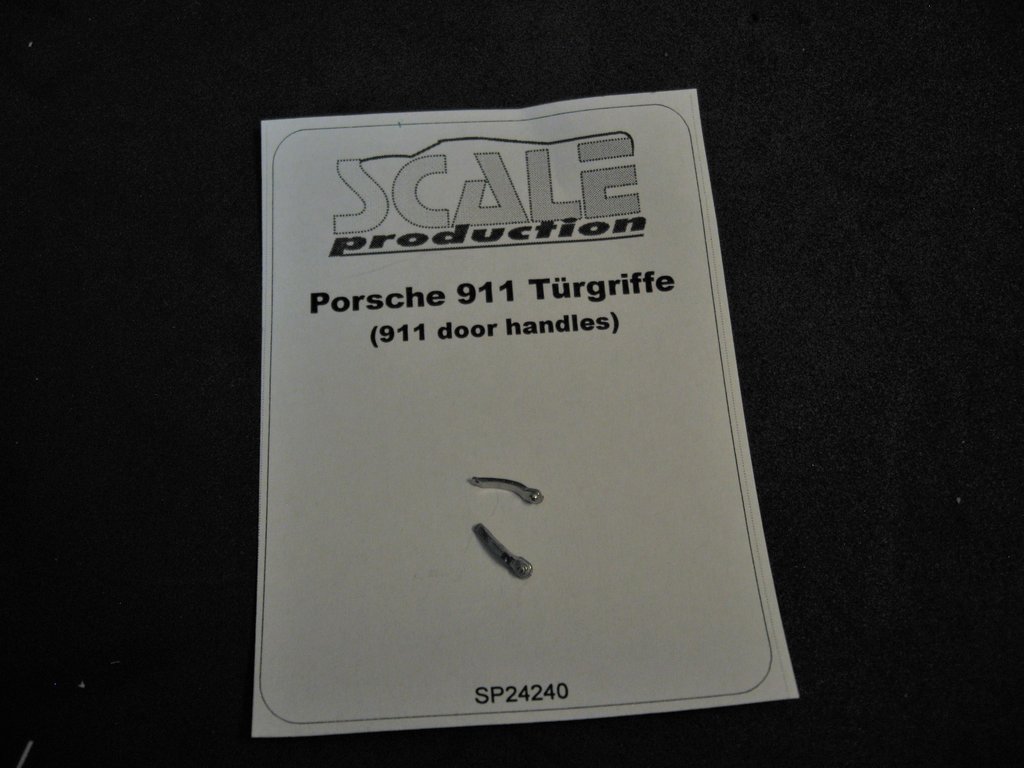 SCALE
production
Porsche 911 Türgriffe
(911 door handles)
SP24240